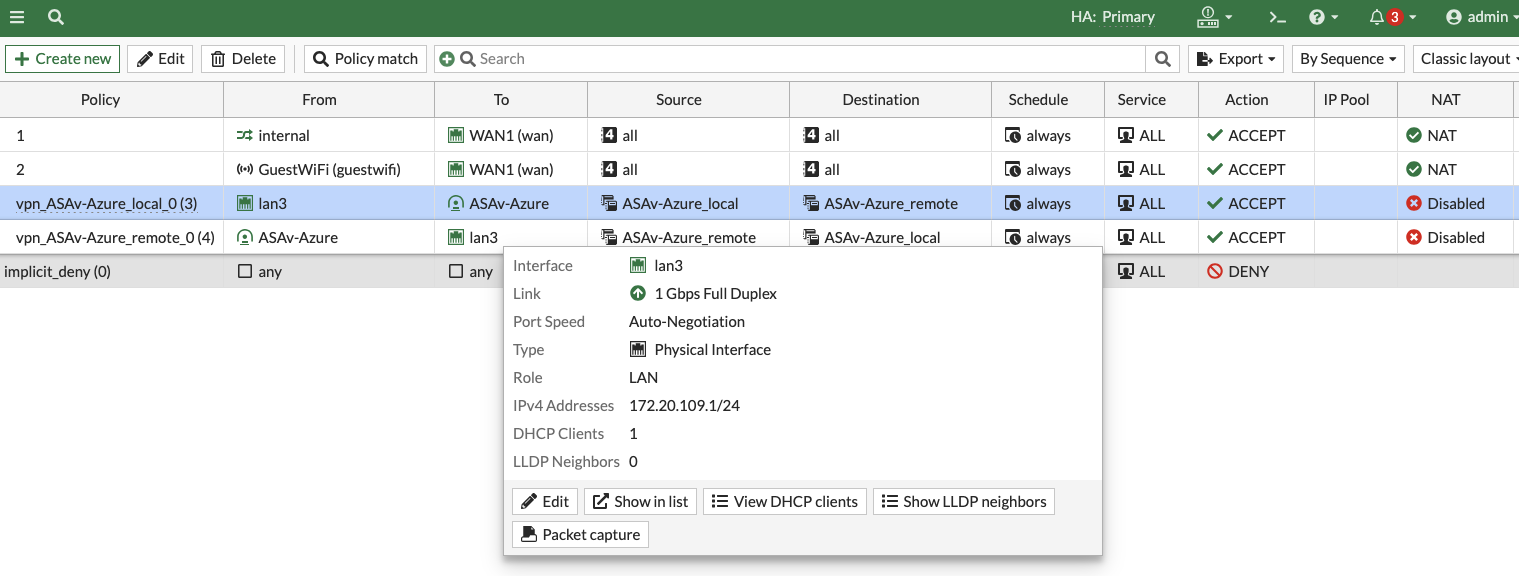 HA: Primary 3 admin
Create new Edit Delete Policy match Search Export By Sequence Classic layout
Policy From To Source Destination Schedule Service Action IP Pool NAT
1 internal WAN1 (wan) 4 all 4 all always ALL ACCEPT NAT
2 GuestWiFi (guestwifi) WAN1 (wan) 4 all 4 all always ALL ACCEPT NAT
vpn_ASAv-Azure_local_0 (3) lan3 ASAv-Azure ASAv-Azure_local ASAv-Azure_remote always ALL ACCEPT Disabled
vpn_ASAv-Azure_remote_0 (4) ASAv-Azure lan3 ASAv-Azure_remote ASAv-Azure_local always ALL ACCEPT Disabled
implicit_deny (0) any any ALL DENY
Interface lan3
Link 1 Gbps Full Duplex
Port Speed Auto-Negotiation
Type Physical Interface
Role LAN
IPv4 Addresses 172.20.109.1/24
DHCP Clients 1
LLDP Neighbors 0
Edit Show in list View DHCP clients Show LLDP neighbors
Packet capture